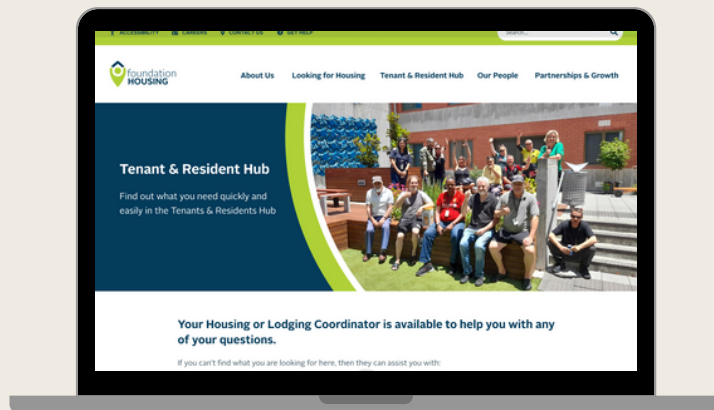 ACCESSIBILITY CAREERS CONTACT US GET HELP Search...
foundation
HOUSING
About Us Looking for Housing Tenant & Resident Hub Our People Partnerships & Growth
Tenant & Resident Hub
Find out what you need quickly and
easily in the Tenants & Residents Hub
Your Housing or Lodging Coordinator is available to help you with any
of your questions.
If you can't find what you are looking for here, then they can assist you with: